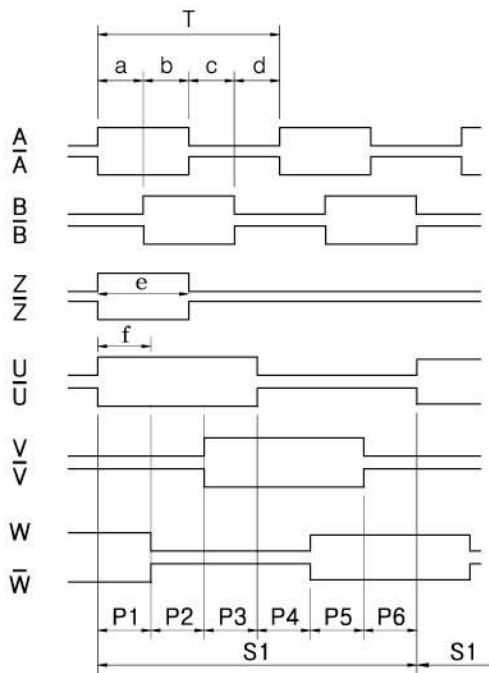 T
a b c d
A
A̅
B
B̅
Z
Z̅
e
f
U
U̅
V
V̅
W
W̅
P1 P2 P3 P4 P5 P6
S1 S1